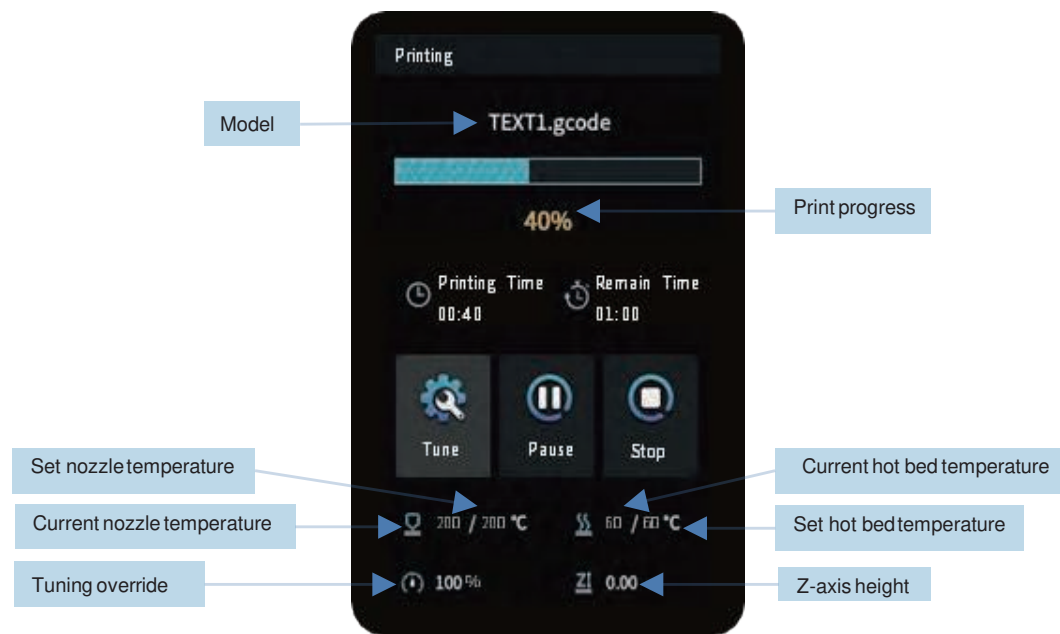 Printing
Model
TEXT1.gcode
Print progress
40%
Printing Time
00:40
Remain Time
01:00
Tune
Pause
Stop
Set nozzle temperature
Current hot bed temperature
Current nozzle temperature
200 / 200 °C
60 / 60 °C
Set hot bed temperature
Tuning override
100%
Z 0.00
Z-axis height